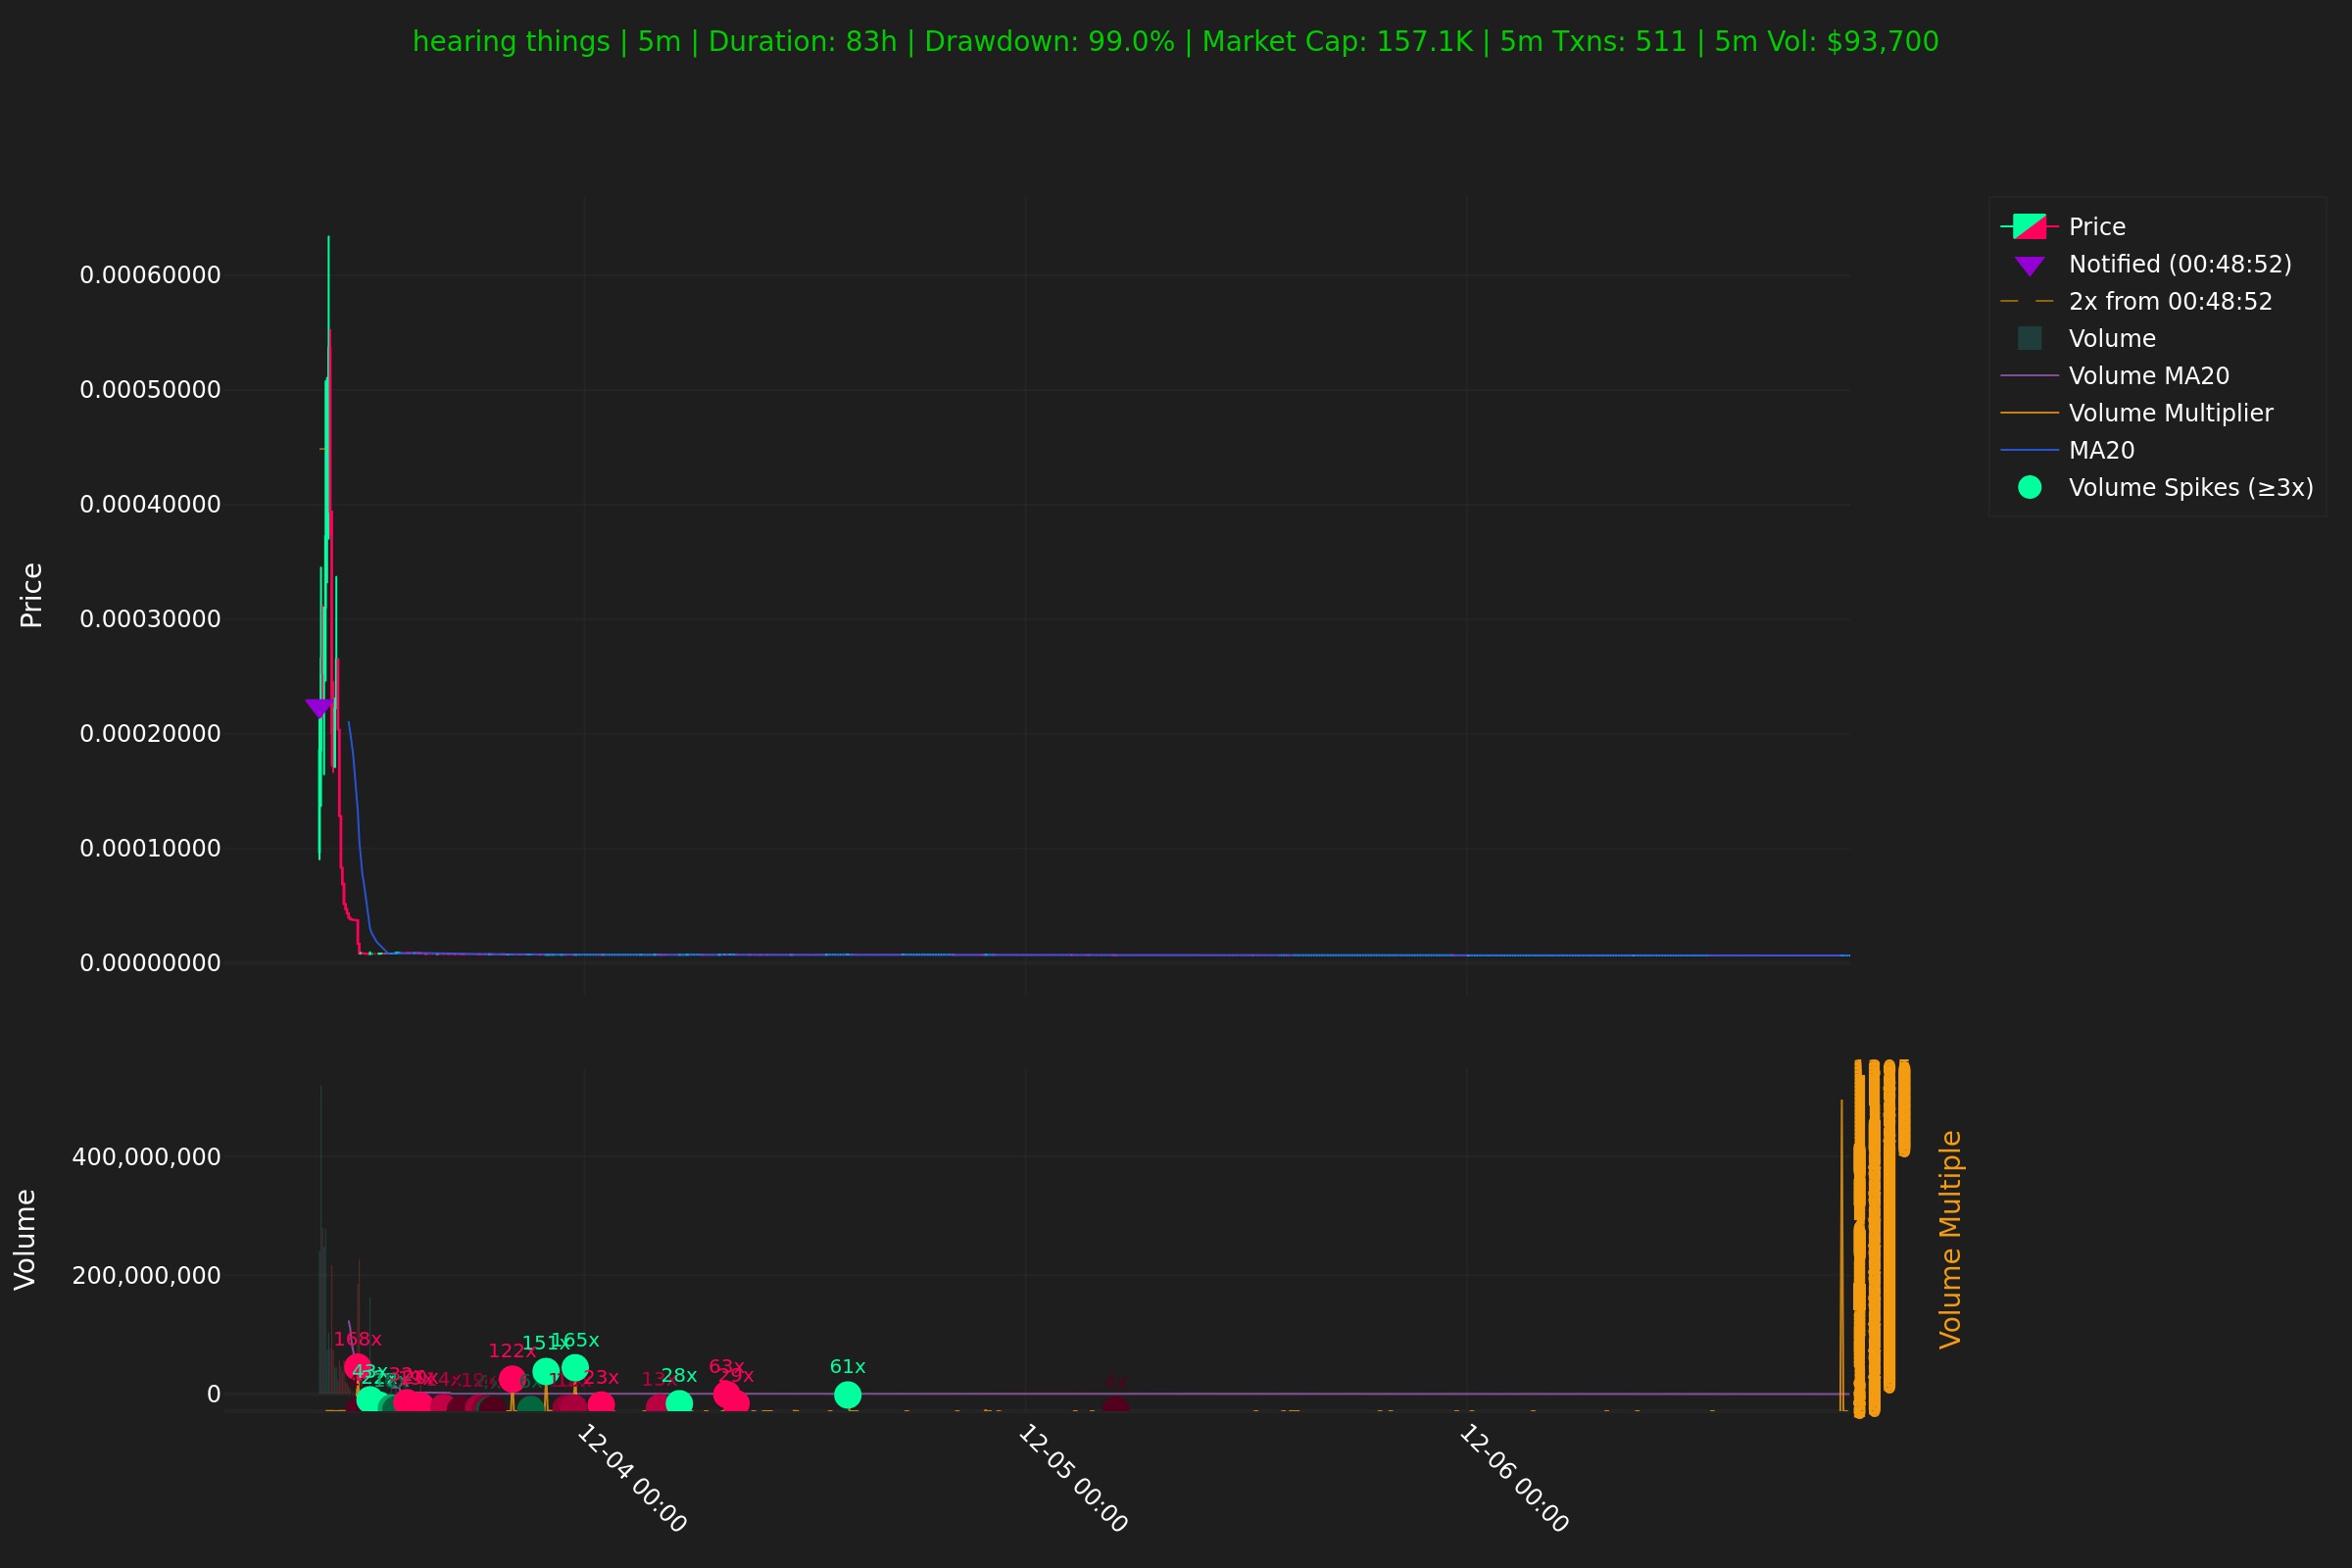 hearing things | 5m | Duration: 83h | Drawdown: 99.0% | Market Cap: 157.1K | 5m Txns: 511 | 5m Vol: $93,700
Price
Notified (00:48:52)
2x from 00:48:52
Volume
Volume MA20
Volume Multiplier
MA20
Volume Spikes (≥3x)
Price
0.00060000
0.00050000
0.00040000
0.00030000
0.00020000
0.00010000
0.00000000
Volume
400,000,000
200,000,000
0
168x
43x
122x
151x
165x
23x
28x
63x
29x
61x
Volume Multiple
12-04 00:00
12-05 00:00
12-06 00:00